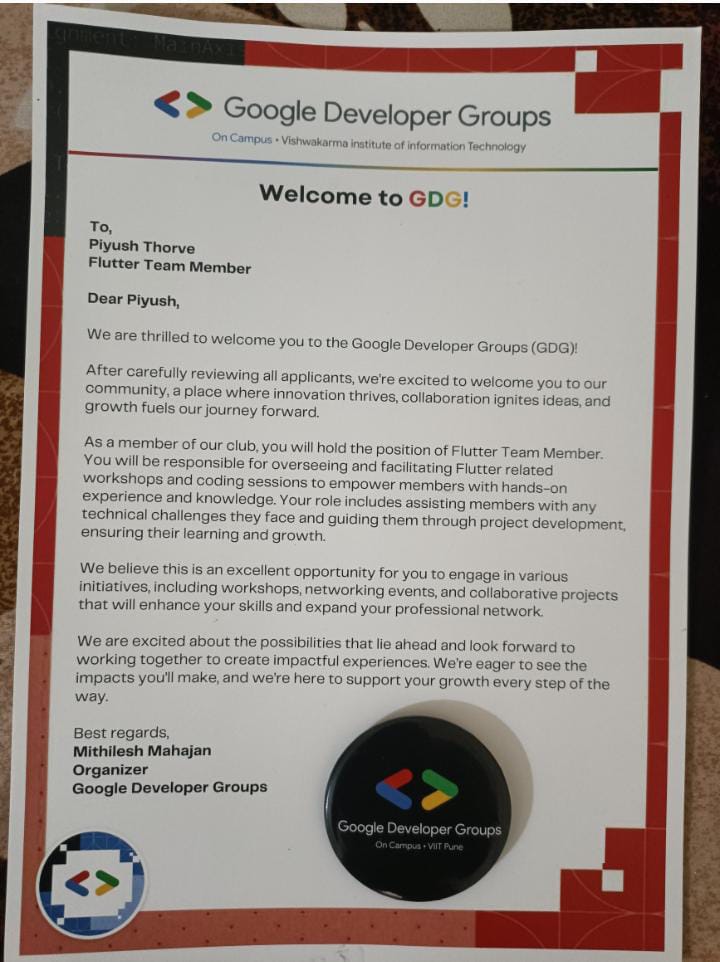 gnment: MainAxi
Google Developer Groups
On Campus • Vishwakarma institute of information Technology
Welcome to GDG!
To,
Piyush Thorve
Flutter Team Member
Dear Piyush,
We are thrilled to welcome you to the Google Developer Groups (GDG)!
After carefully reviewing all applicants, we're excited to welcome you to our
community, a place where innovation thrives, collaboration ignites ideas, and
growth fuels our journey forward.
As a member of our club, you will hold the position of Flutter Team Member.
You will be responsible for overseeing and facilitating Flutter related
workshops and coding sessions to empower members with hands-on
experience and knowledge. Your role includes assisting members with any
technical challenges they face and guiding them through project development,
ensuring their learning and growth.
We believe this is an excellent opportunity for you to engage in various
initiatives, including workshops, networking events, and collaborative projects
that will enhance your skills and expand your professional network.
We are excited about the possibilities that lie ahead and look forward to
working together to create impactful experiences. We're eager to see the
impacts you'll make, and we're here to support your growth every step of the
way.
Best regards,
Mithilesh Mahajan
Organizer
Google Developer Groups
Google Developer Groups
On Campus • VIIT Pune